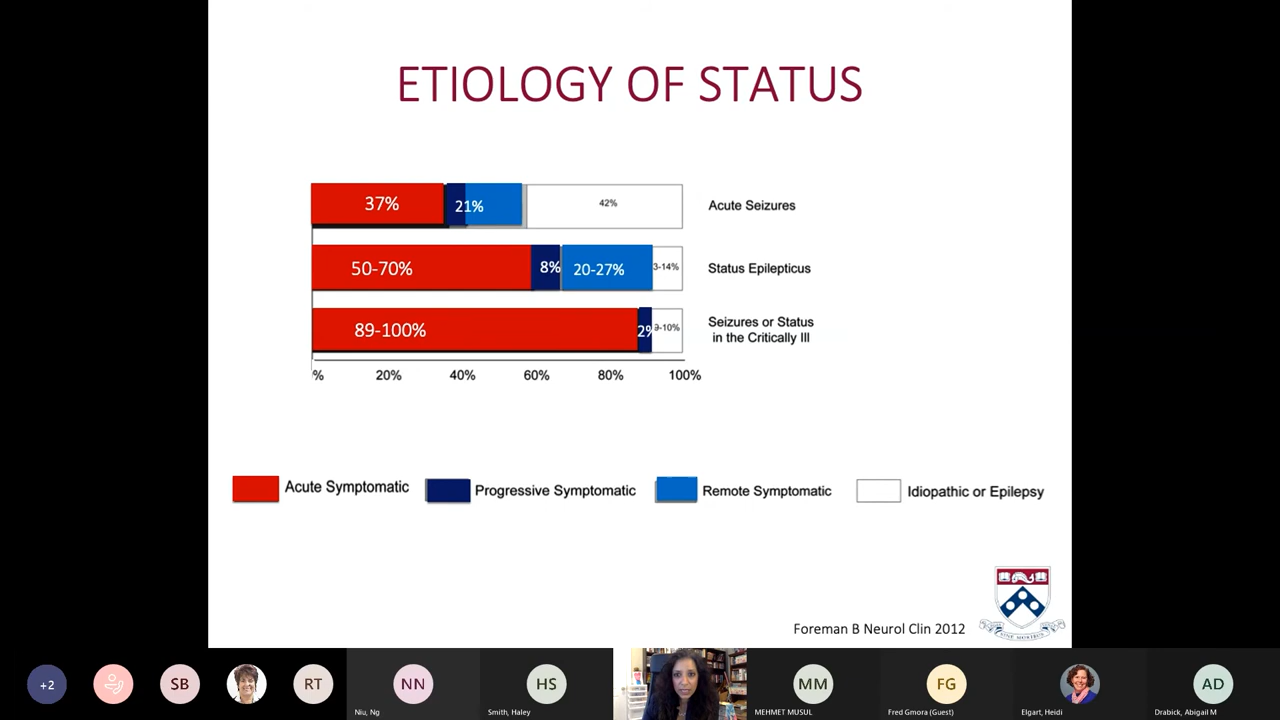 ETIOLOGY OF STATUS
37%
21%
42%
Acute Seizures
50-70%
8%
20-27%
3-14%
Status Epilepticus
89-100%
2%
9-10%
Seizures or Status
in the Critically Ill
%
20%
40%
60%
80%
100%
Acute Symptomatic
Progressive Symptomatic
Remote Symptomatic
Idiopathic or Epilepsy
Foreman B Neurol Clin 2012
+2
SB
RT
NN
Niu, Ng
HS
Smith, Haley
MM
MEHMET MUSUL
FG
Fred Gmora (Guest)
Elgart, Heidi
AD
Drabick, Abigail M